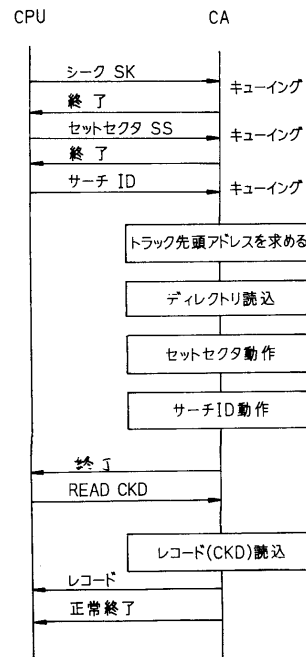 CPU CA
シーク SK
キューイング
終了
セットセクタ SS
キューイング
終了
サーチ ID
キューイング
トラック先頭アドレスを求める
ディレクトリ読込
セットセクタ動作
サーチID動作
終了
READ CKD
レコード(CKD)読込
レコード
正常終了